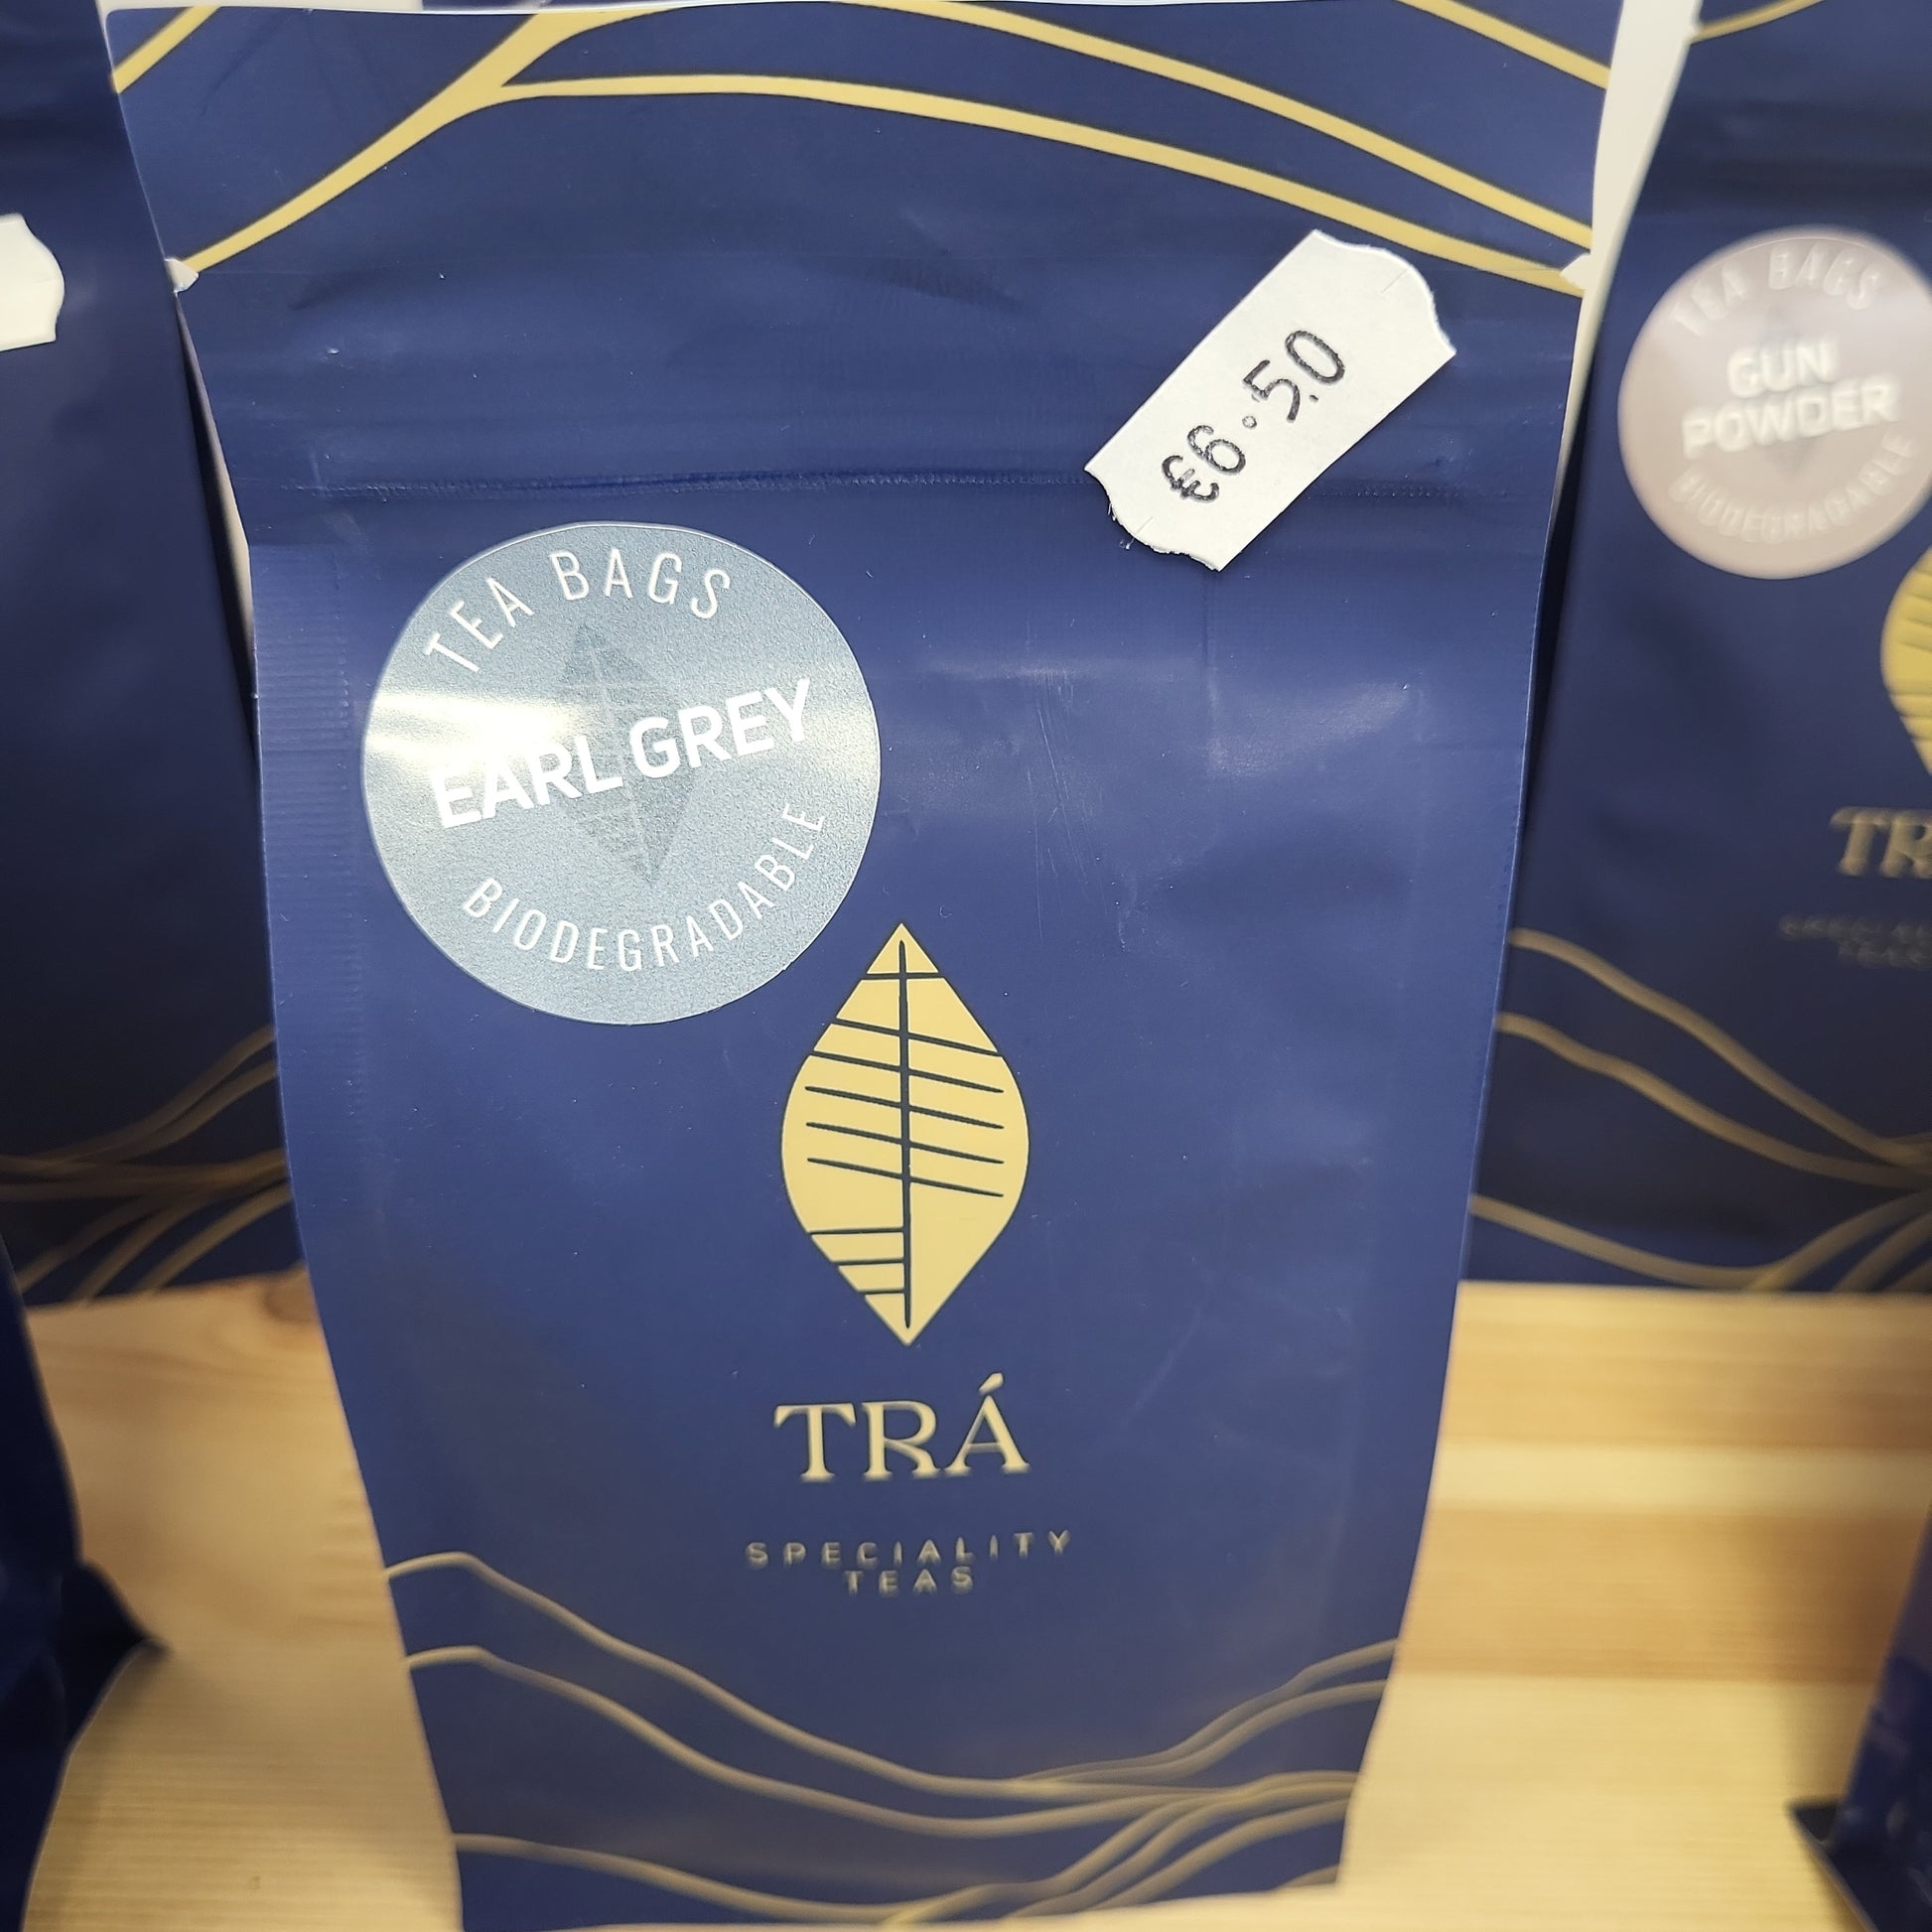 €6.50
TEA BAGS
EARL GREY
BIODEGRADABLE
TRÁ
SPECIALITY
TEAS
TEA BAGS
GUN
POWDER
BIODEGRADABLE